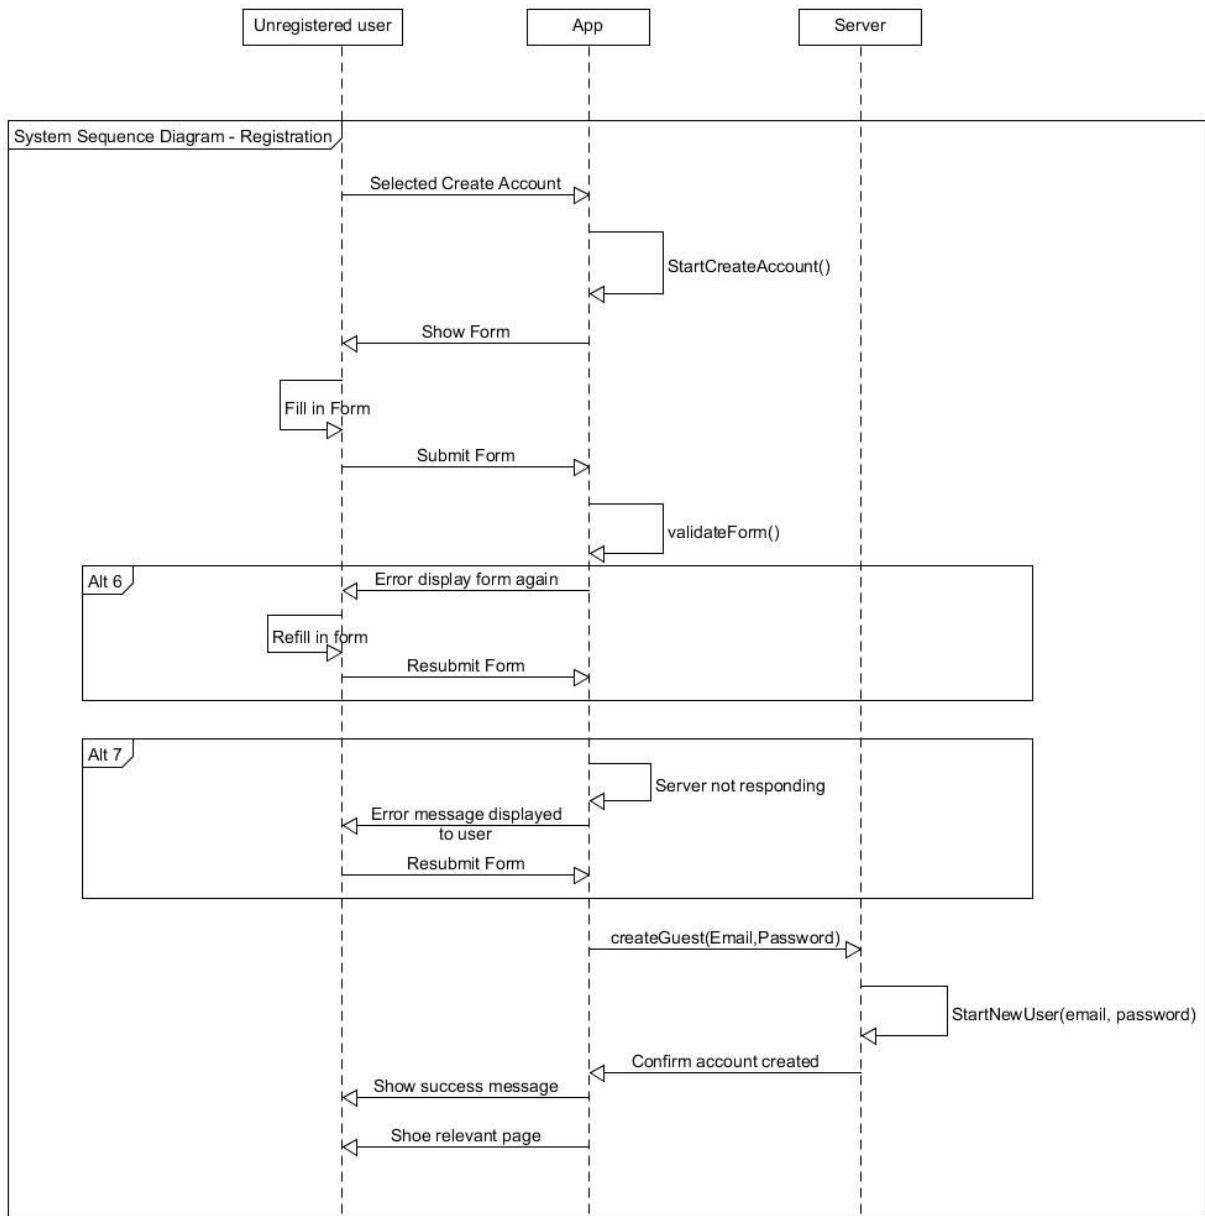 Unregistered user
App
Server
System Sequence Diagram - Registration
Selected Create Account
StartCreateAccount()
Show Form
Fill in Form
Submit Form
validateForm()
Alt 6
Error display form again
Refill in form
Resubmit Form
Alt 7
Server not responding
Error message displayed
to user
Resubmit Form
createGuest(Email,Password)
StartNewUser(email, password)
Confirm account created
Show success message
Shoe relevant page